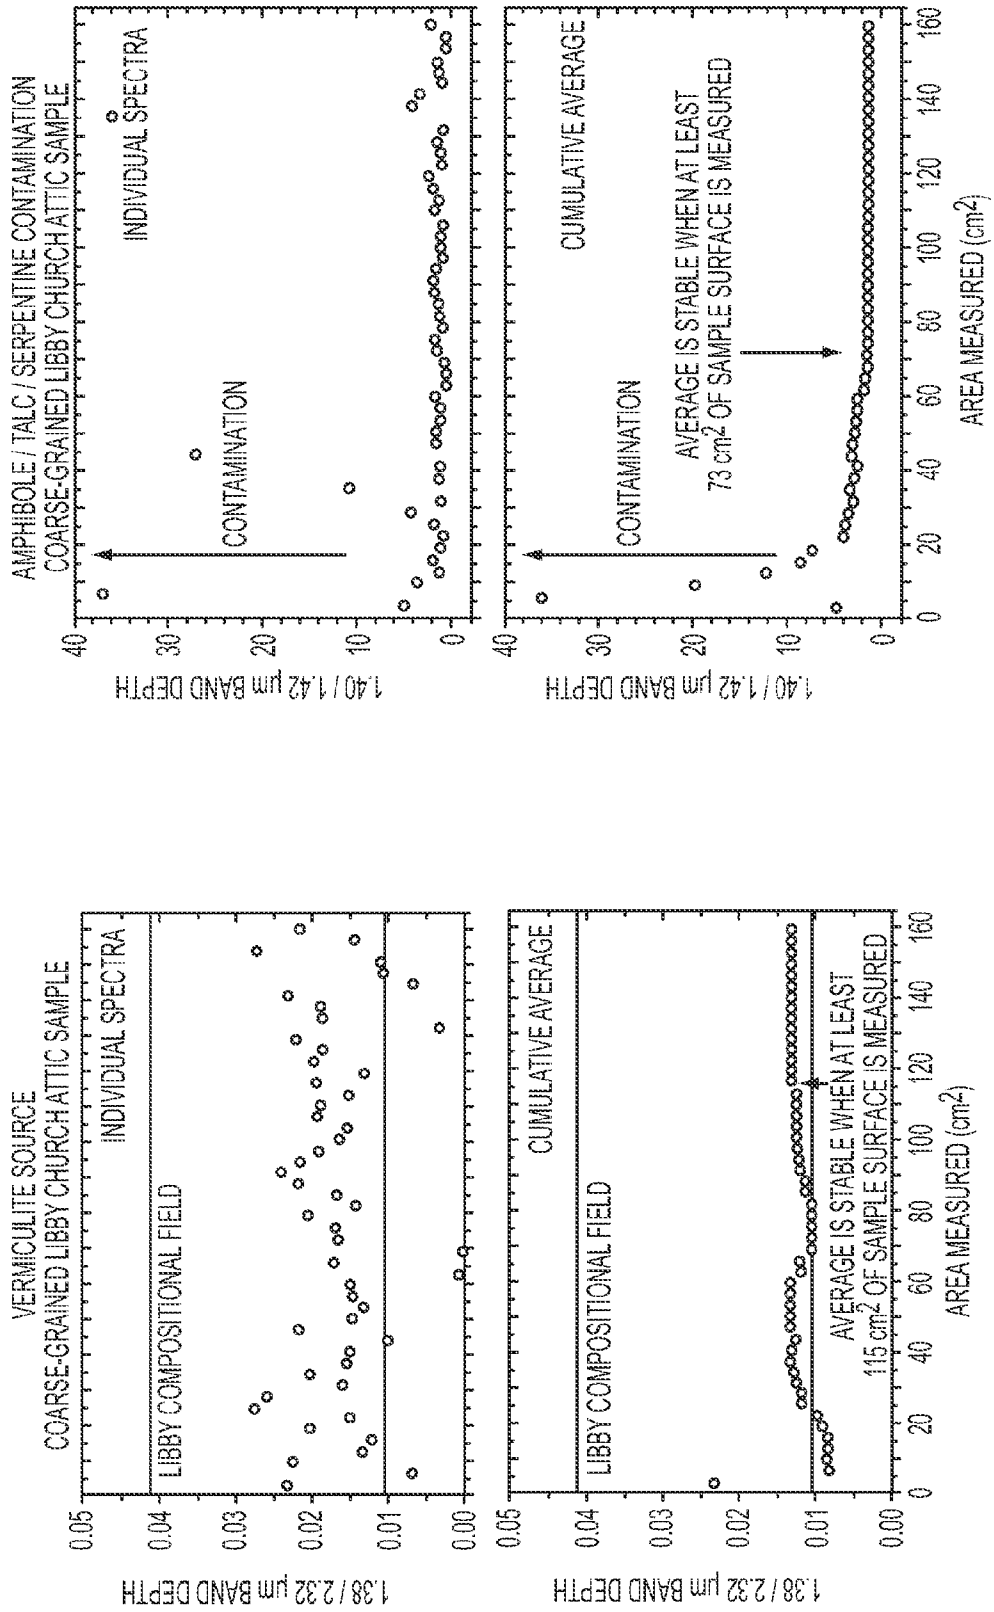 VERMICULITE SOURCE
COARSE-GRAINED LIBBY CHURCH ATTIC SAMPLE
INDIVIDUAL SPECTRA
LIBBY COMPOSITIONAL FIELD
0.05
0.04
0.03
0.02
0.01
0.00
1.38 / 2.32 µm BAND DEPTH
CUMULATIVE AVERAGE
LIBBY COMPOSITIONAL FIELD
AVERAGE IS STABLE WHEN AT LEAST
115 cm² OF SAMPLE SURFACE IS MEASURED
0.05
0.04
0.03
0.02
0.01
0.00
1.38 / 2.32 µm BAND DEPTH
0 20 40 60 80 100 120 140 160
AREA MEASURED (cm²)
AMPHIBOLE / TALC / SERPENTINE CONTAMINATION
COARSE-GRAINED LIBBY CHURCH ATTIC SAMPLE
INDIVIDUAL SPECTRA
CONTAMINATION
40
30
20
10
0
1.40 / 1.42 µm BAND DEPTH
CUMULATIVE AVERAGE
CONTAMINATION
AVERAGE IS STABLE WHEN AT LEAST
73 cm² OF SAMPLE SURFACE IS MEASURED
40
30
20
10
0
1.40 / 1.42 µm BAND DEPTH
0 20 40 60 80 100 120 140 160
AREA MEASURED (cm²)